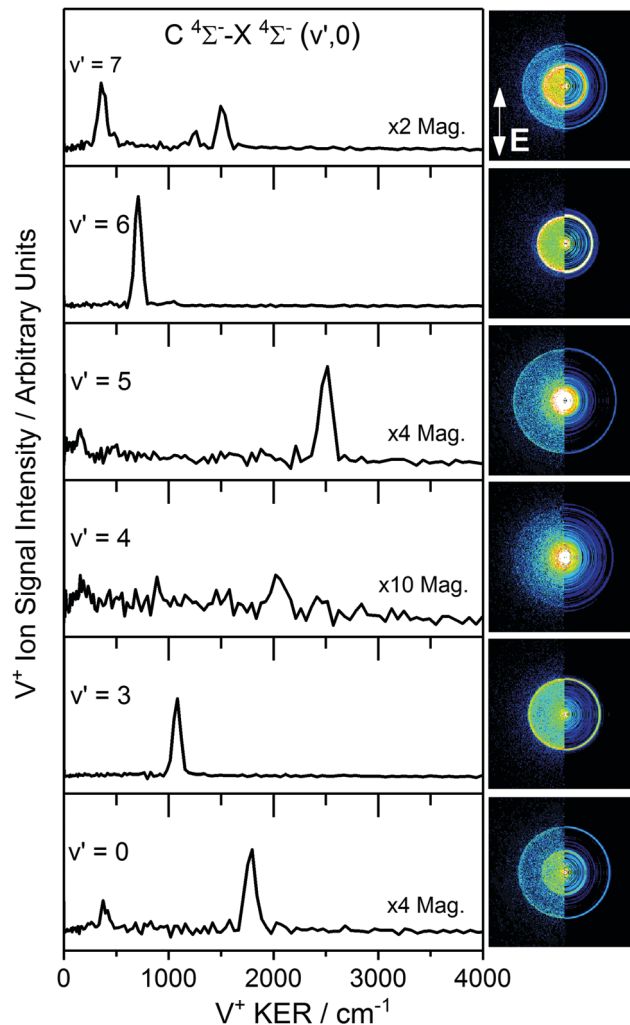 C ⁴Σ⁻-X ⁴Σ⁻ (v',0)
v' = 7
x2 Mag.
E
v' = 6
v' = 5
x4 Mag.
v' = 4
x10 Mag.
v' = 3
v' = 0
x4 Mag.
0 1000 2000 3000 4000
V⁺ KER / cm⁻¹
V⁺ Ion Signal Intensity / Arbitrary Units